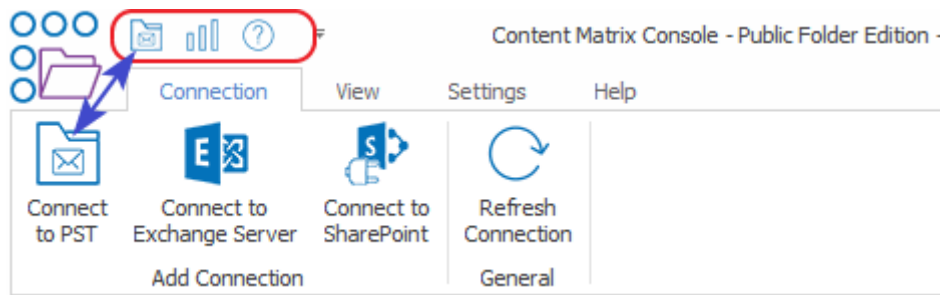 Content Matrix Console - Public Folder Edition -
Connection View Settings Help
Connect to PST
Connect to Exchange Server
Connect to SharePoint
Refresh Connection
Add Connection
General